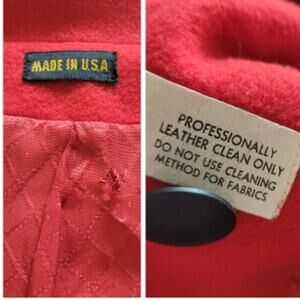 MADE IN U.S.A.
PROFESSIONALLY
LEATHER CLEAN ONLY
DO NOT USE CLEANING
METHOD FOR FABRICS